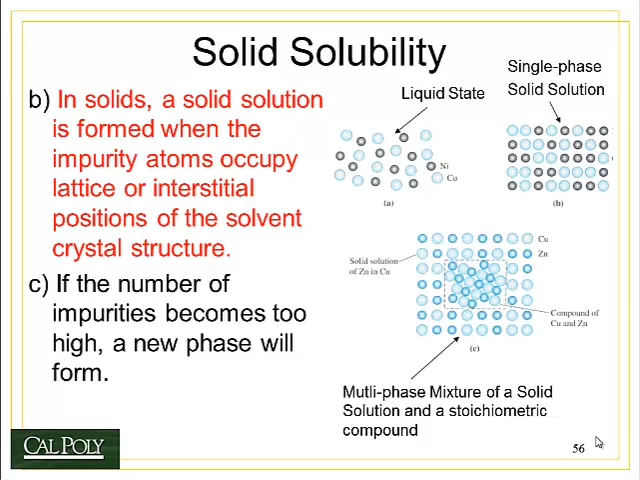 Solid Solubility
b) In solids, a solid solution
is formed when the
impurity atoms occupy
lattice or interstitial
positions of the solvent
crystal structure.
c) If the number of
impurities becomes too
high, a new phase will
form.
Liquid State
Single-phase
Solid Solution
Ni
Cu
(a)
(b)
Cu
Zn
Solid solution
of Zn in Cu
Compound of
Cu and Zn
(c)
Mutli-phase Mixture of a Solid
Solution and a stoichiometric
compound
CAL POLY
56